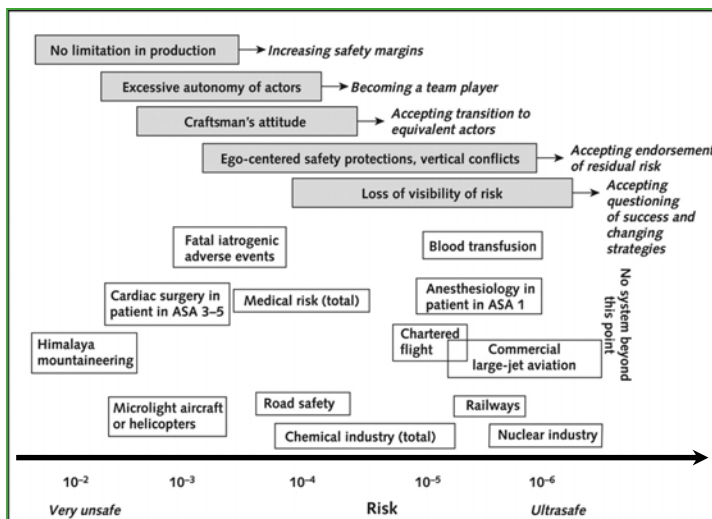 No limitation in production
Increasing safety margins
Excessive autonomy of actors
Becoming a team player
Craftsman's attitude
Accepting transition to
equivalent actors
Ego-centered safety protections, vertical conflicts
Accepting endorsement
of residual risk
Loss of visibility of risk
Accepting
questioning
of success and
changing
strategies
Fatal iatrogenic
adverse events
Blood transfusion
Cardiac surgery in
patient in ASA 3–5
Medical risk (total)
Anesthesiology in
patient in ASA 1
No system beyond
this point
Himalaya
mountaineering
Chartered
flight
Commercial
large-jet aviation
Microlight aircraft
or helicopters
Road safety
Railways
Chemical industry (total)
Nuclear industry
10⁻² 10⁻³ 10⁻⁴ 10⁻⁵ 10⁻⁶
Very unsafe Risk Ultrasafe